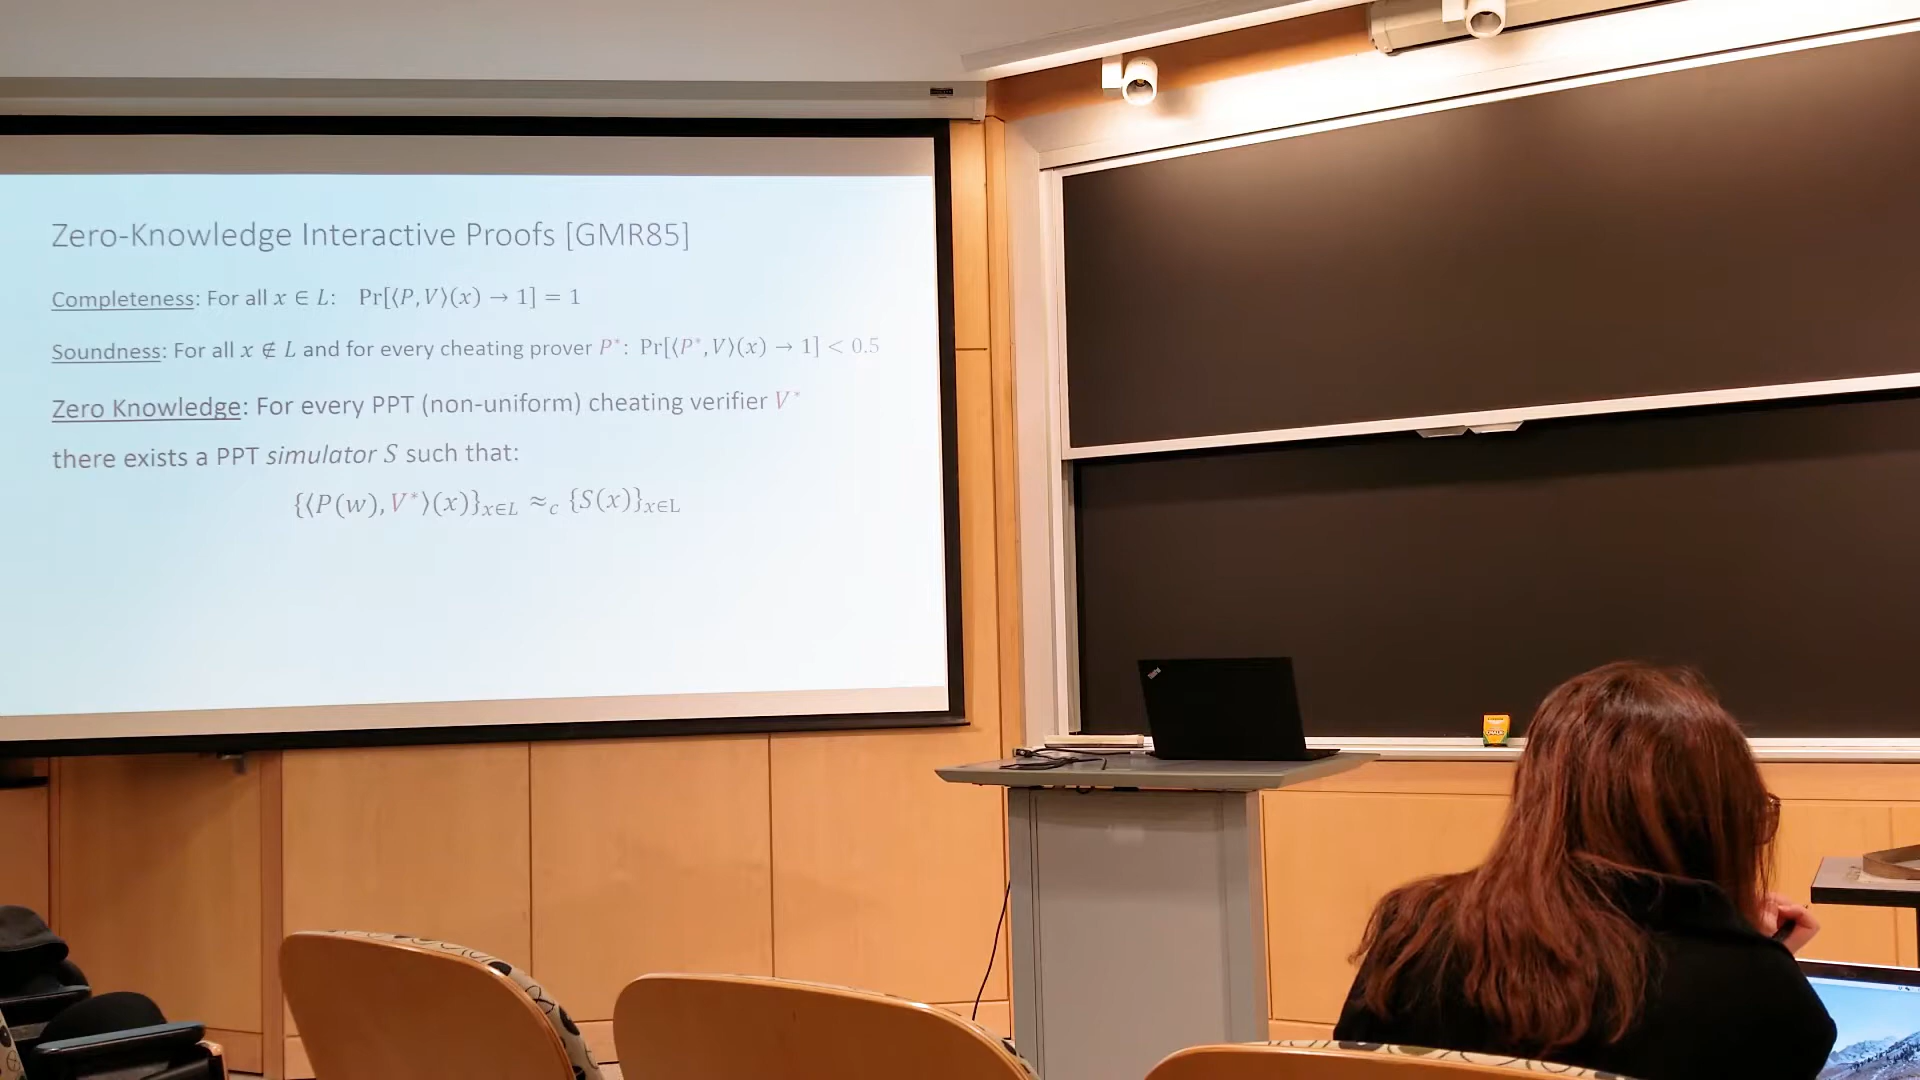 Zero-Knowledge Interactive Proofs [GMR85]
Completeness: For all x ∈ L: Pr[⟨P, V⟩(x) → 1] = 1
Soundness: For all x ∉ L and for every cheating prover P*: Pr[⟨P*, V⟩(x) → 1] < 0.5
Zero Knowledge: For every PPT (non-uniform) cheating verifier V*
there exists a PPT simulator S such that:
{⟨P(w), V*⟩(x)}x∈L ≈c {S(x)}x∈L